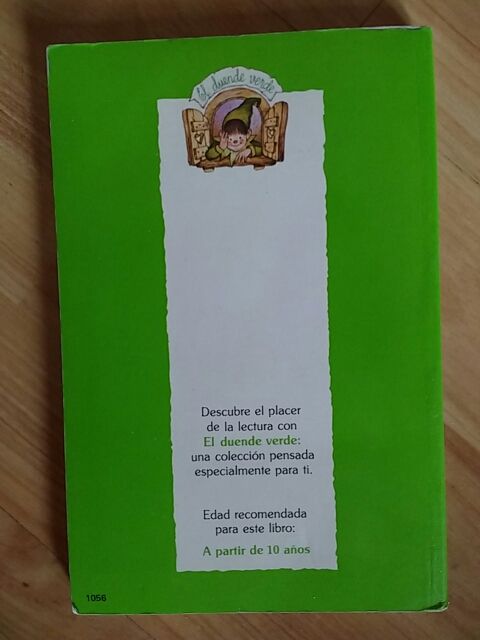 El duende verde
Descubre el placer
de la lectura con
El duende verde:
una colección pensada
especialmente para ti.
Edad recomendada
para este libro:
A partir de 10 años
1056